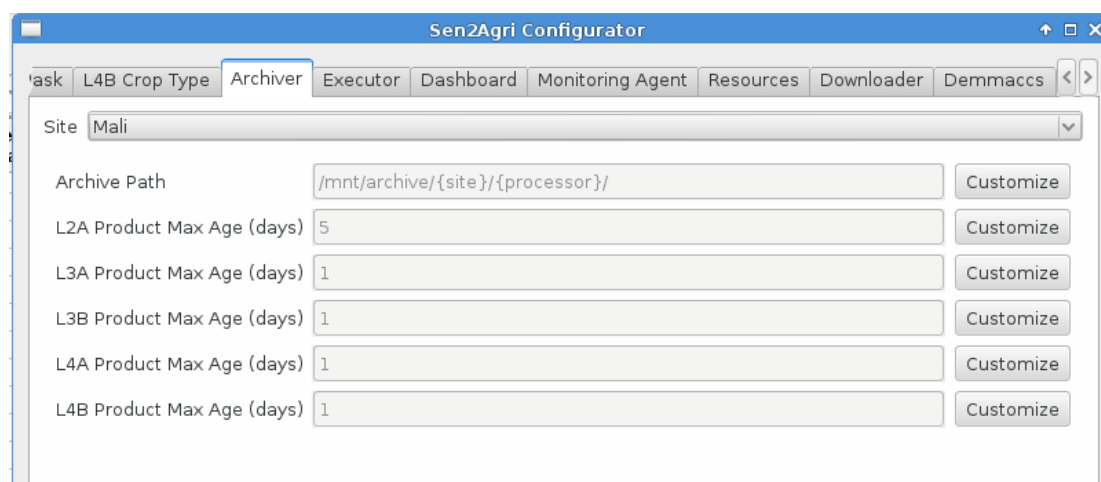 Sen2Agri Configurator
ask L4B Crop Type Archiver Executor Dashboard Monitoring Agent Resources Downloader Demmaccs
Site Mali
Archive Path /mnt/archive/{site}/{processor}/ Customize
L2A Product Max Age (days) 5 Customize
L3A Product Max Age (days) 1 Customize
L3B Product Max Age (days) 1 Customize
L4A Product Max Age (days) 1 Customize
L4B Product Max Age (days) 1 Customize